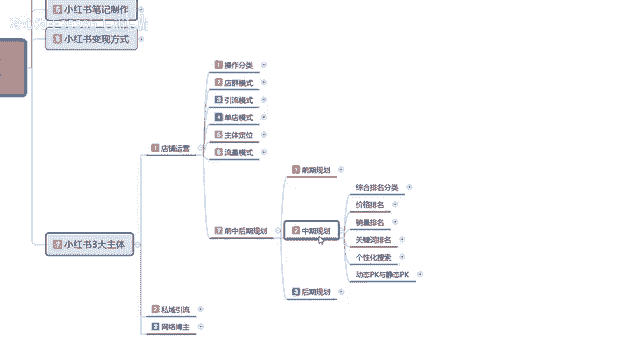 5 小红书笔记制作
6 小红书变现方式
7 小红书3大主体
1 店铺运营
1 操作分类
2 店群模式
3 引流模式
4 单店模式
5 主体定位
6 流量模式
7 前中后期规划
1 前期规划
2 中期规划
综合排名分类
价格排名
销量排名
关键词排名
个性化搜索
动态PK与静态PK
3 后期规划
2 私域引流
3 网络博主